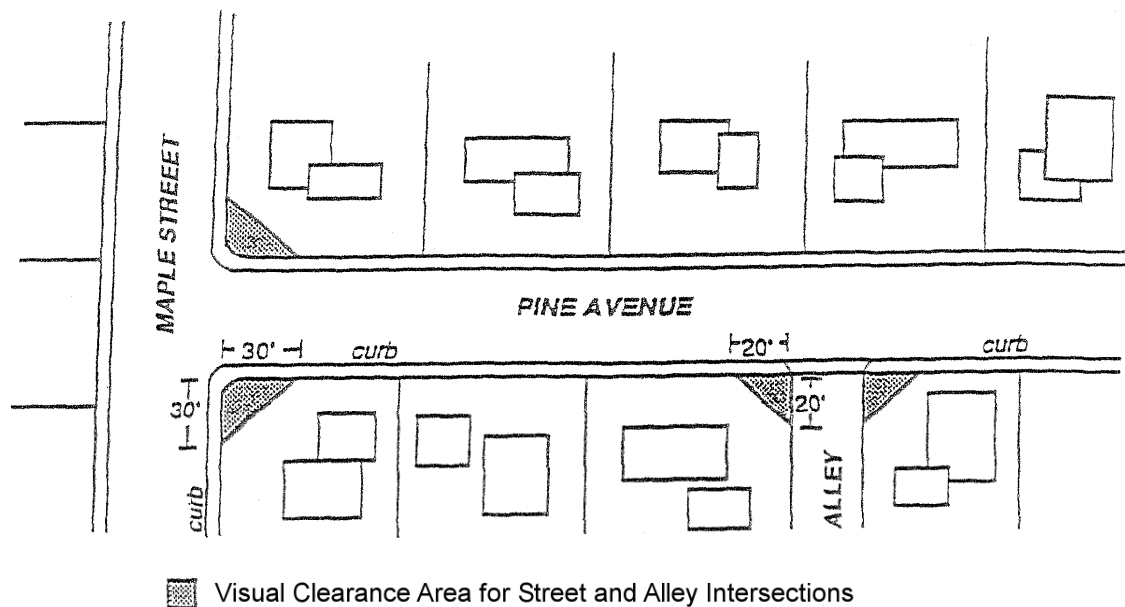 MAPLE STREEET
PINE AVENUE
30'
curb
20'
curb
30'
20'
curb
ALLEY
Visual Clearance Area for Street and Alley Intersections